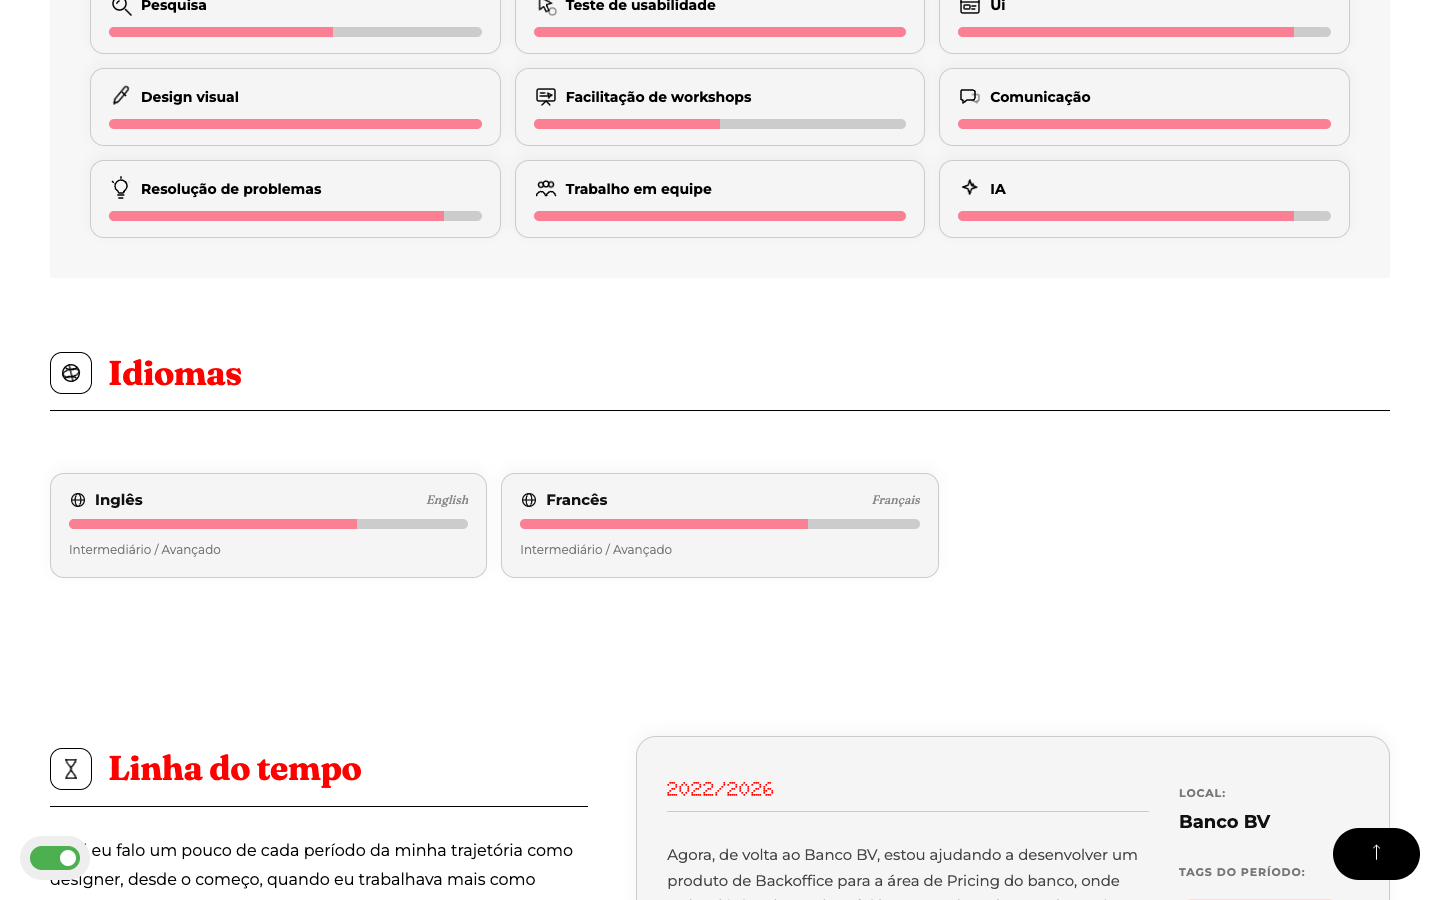 Pesquisa
Teste de usabilidade
Ui
Design visual
Facilitação de workshops
Comunicação
Resolução de problemas
Trabalho em equipe
IA
Idiomas
Inglês
English
Intermediário / Avançado
Francês
Français
Intermediário / Avançado
Linha do tempo
eu falo um pouco de cada período da minha trajetória como
designer, desde o começo, quando eu trabalhava mais como
2022/2026
Agora, de volta ao Banco BV, estou ajudando a desenvolver um
produto de Backoffice para a área de Pricing do banco, onde
LOCAL:
Banco BV
TAGS DO PERÍODO: